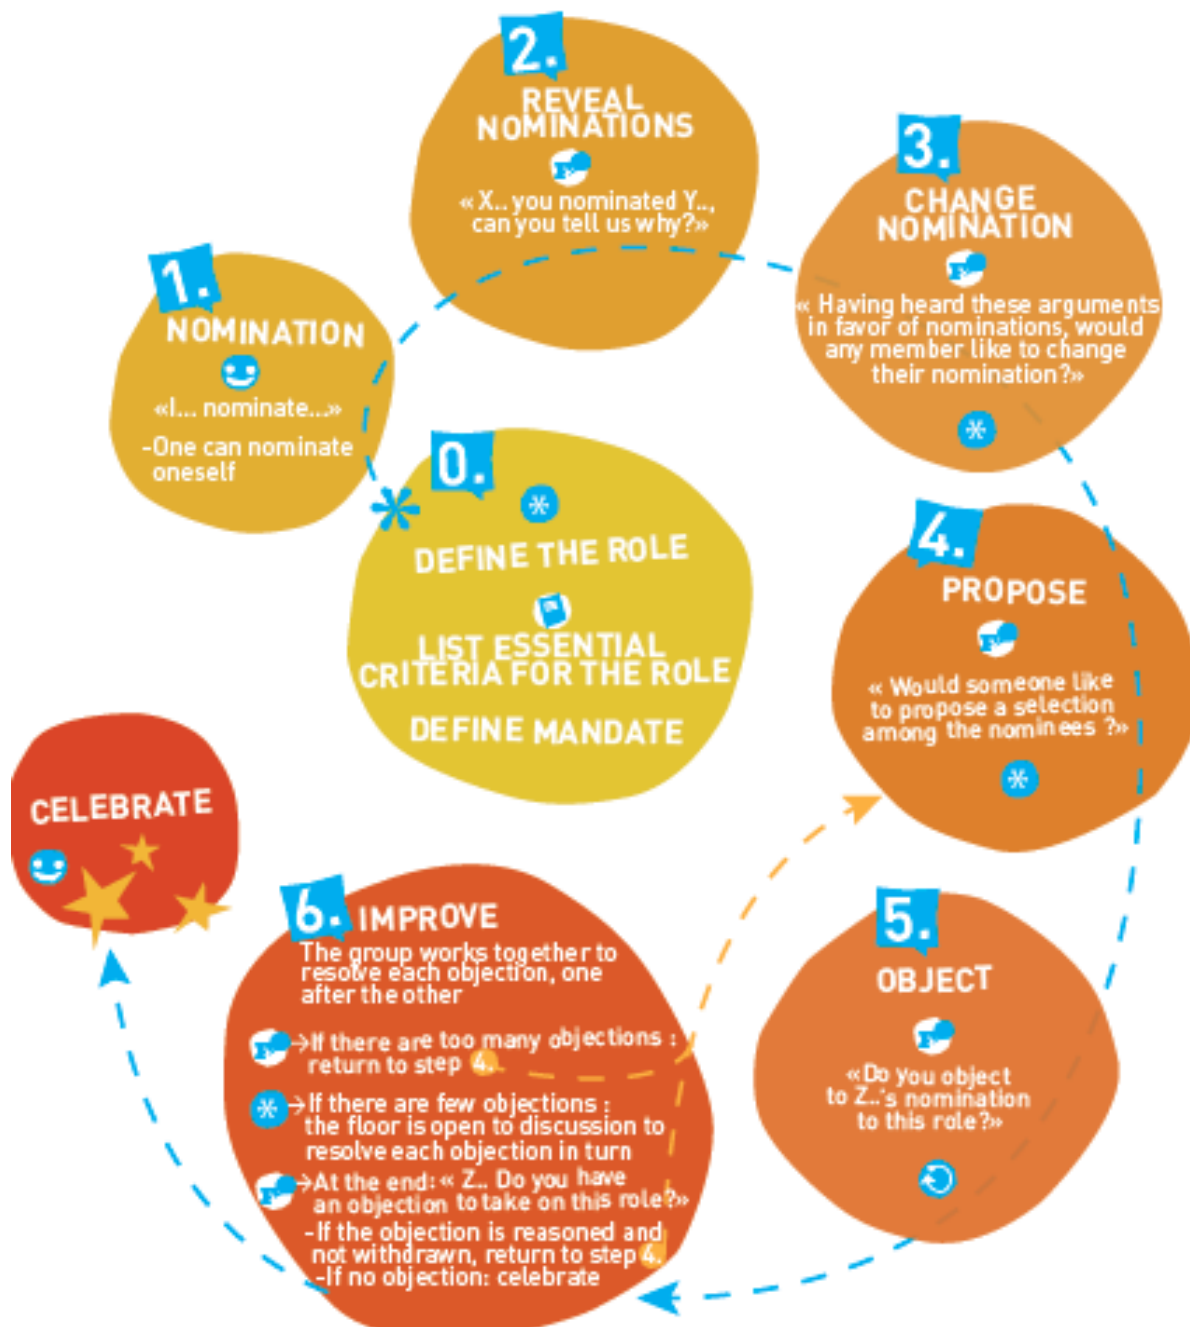 0.
DEFINE THE ROLE
LIST ESSENTIAL
CRITERIA FOR THE ROLE
DEFINE MANDATE
1.
NOMINATION
«I... nominate...»
-One can nominate
oneself
2.
REVEAL
NOMINATIONS
« X.. you nominated Y..,
can you tell us why?»
3.
CHANGE
NOMINATION
« Having heard these arguments
in favor of nominations, would
any member like to change
their nomination?»
4.
PROPOSE
« Would someone like
to propose a selection
among the nominees ?»
5.
OBJECT
«Do you object
to Z..'s nomination
to this role?»
6. IMPROVE
The group works together to
resolve each objection, one
after the other
→If there are too many objections :
return to step 4.
→If there are few objections :
the floor is open to discussion to
resolve each objection in turn
→At the end: « Z.. Do you have
an objection to take on this role?»
-If the objection is reasoned and
not withdrawn, return to step 4.
-If no objection: celebrate
CELEBRATE